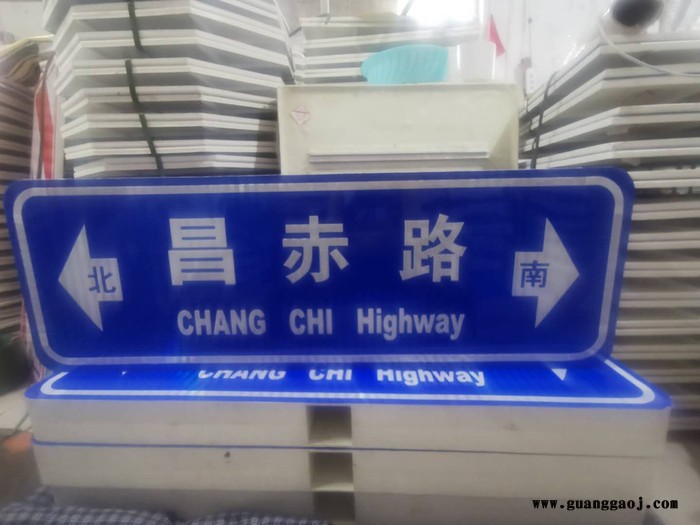 北 昌赤路 南
CHANG CHI Highway
CHANG CHI Highway
www.guanggaoj.com